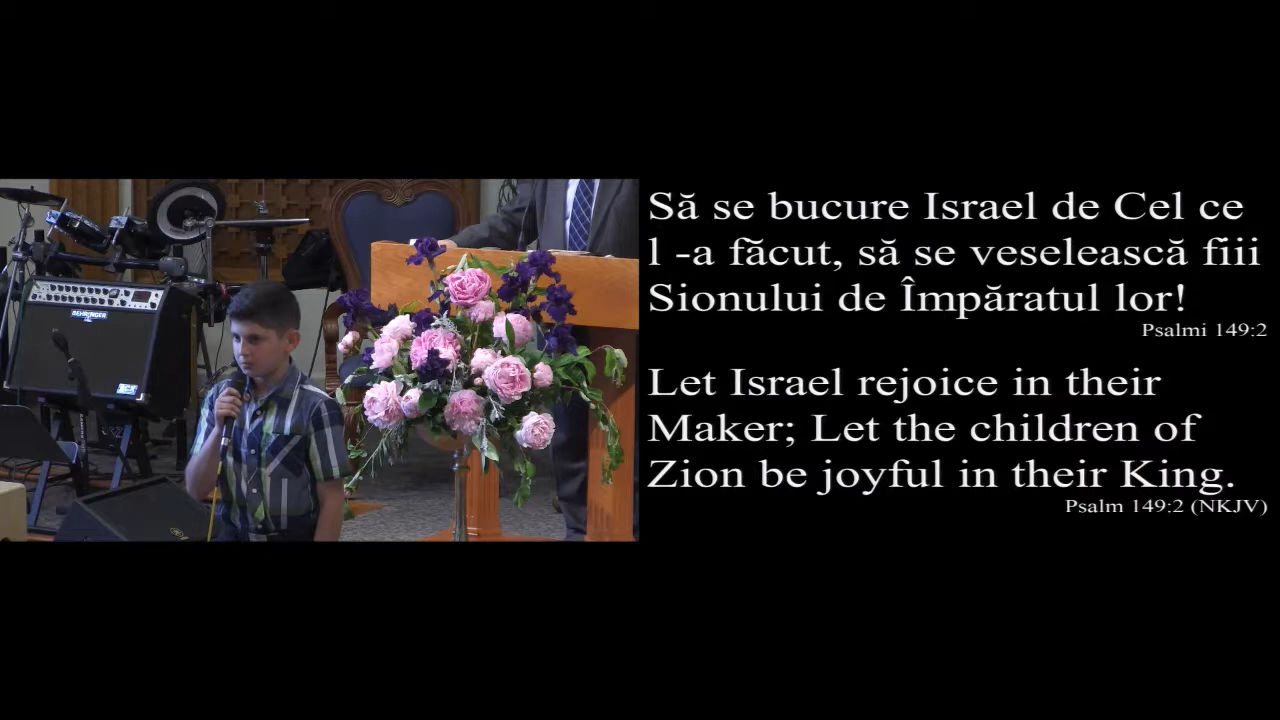 BEHRINGER
Să se bucure Israel de Cel ce
l -a făcut, să se veselească fiii
Sionului de Împăratul lor!
Psalmi 149:2
Let Israel rejoice in their
Maker; Let the children of
Zion be joyful in their King.
Psalm 149:2 (NKJV)